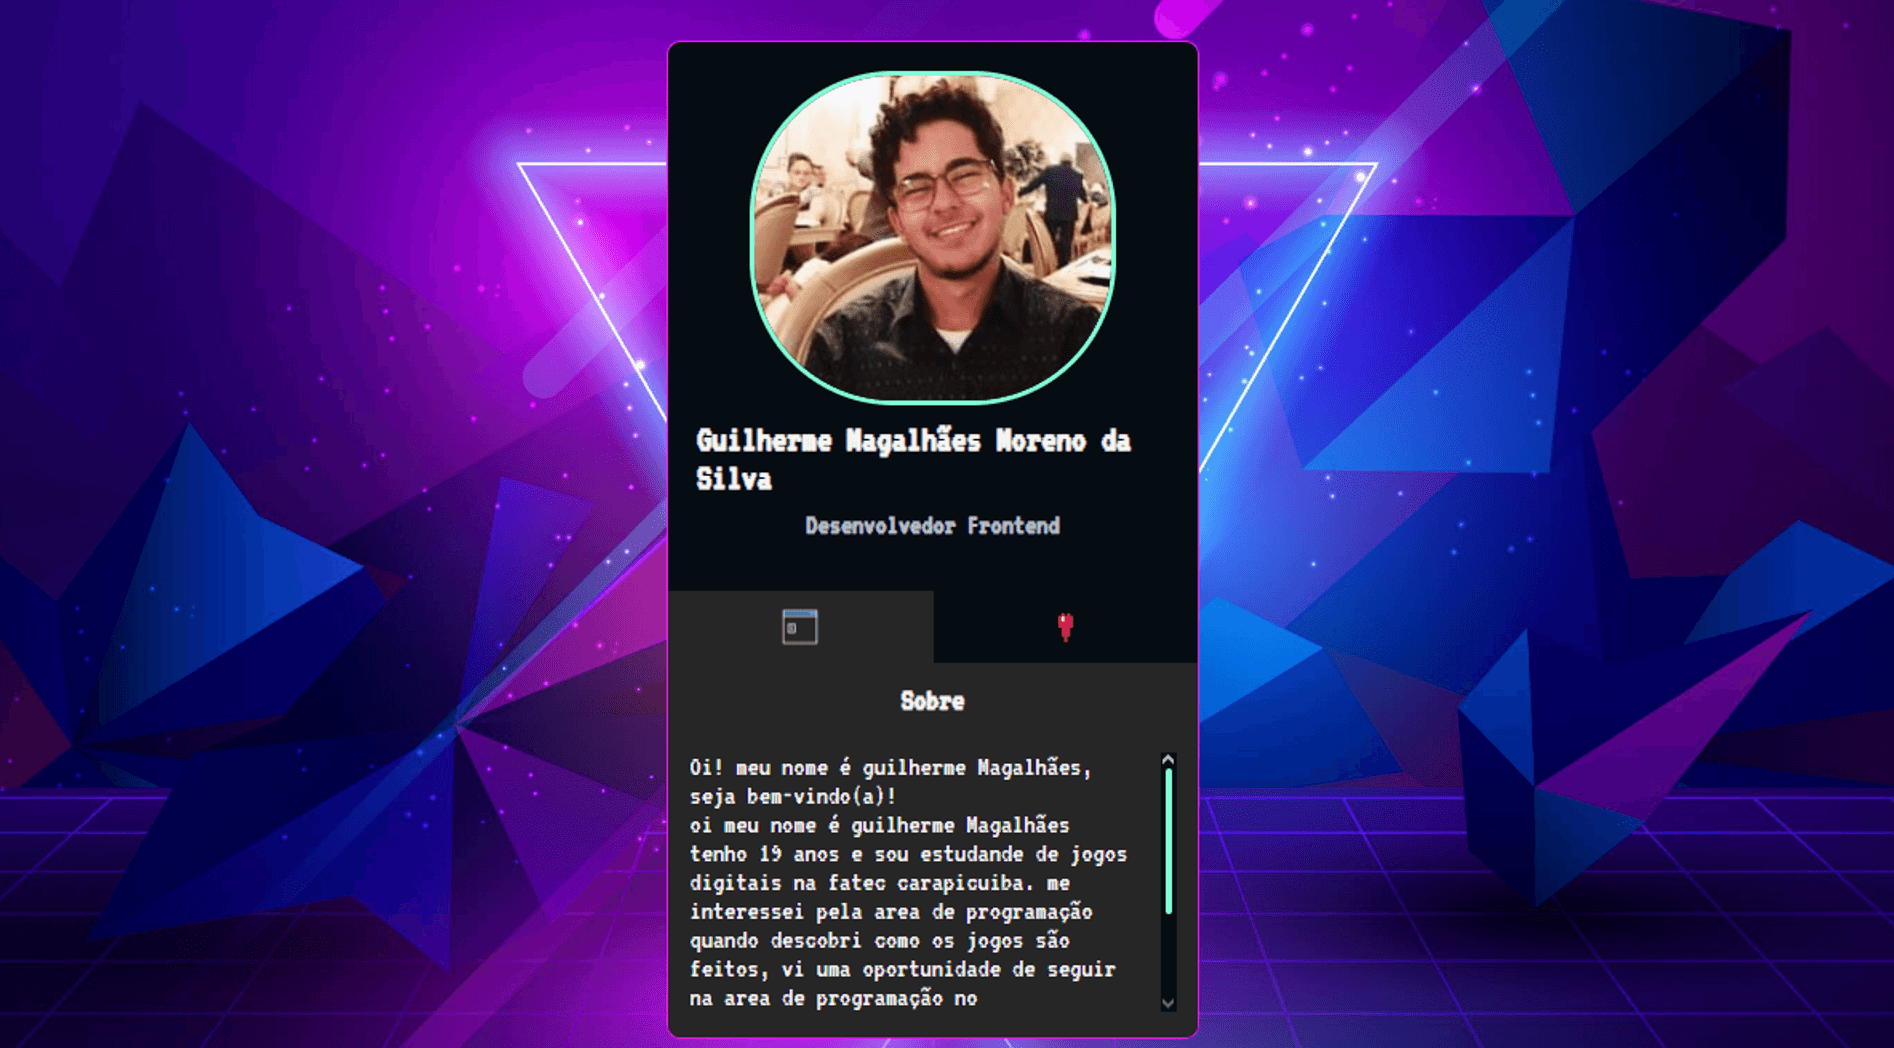 Guilherme Magalhães Moreno da
Silva
Desenvolvedor Frontend
Sobre
Oi! meu nome é guilherme Magalhães,
seja bem-vindo(a)!
oi meu nome é guilherme Magalhães
tenho 19 anos e sou estudande de jogos
digitais na fatec carapicuiba. me
interessei pela area de programação
quando descobri como os jogos são
feitos, vi uma oportunidade de seguir
na area de programação no